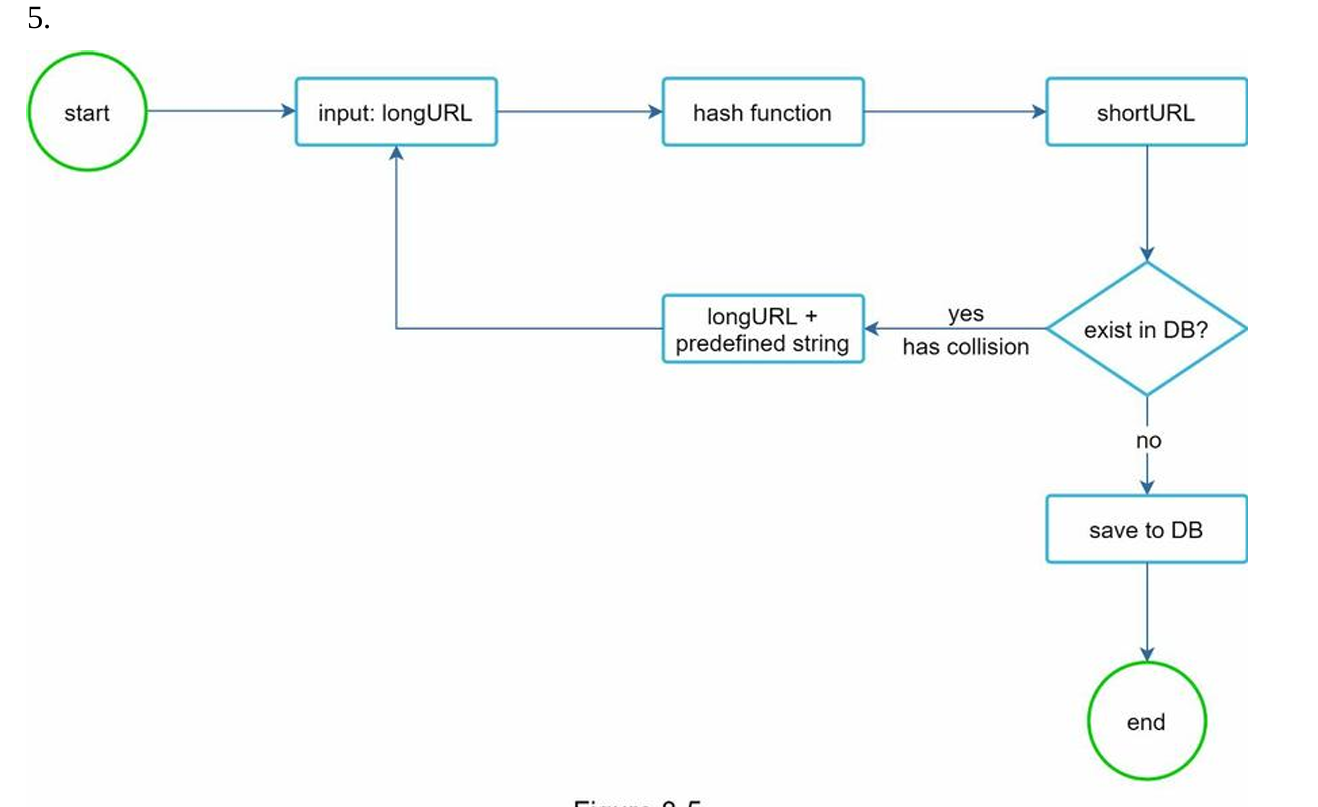 5.
start
input: longURL
hash function
shortURL
longURL +
predefined string
yes
has collision
exist in DB?
no
save to DB
end